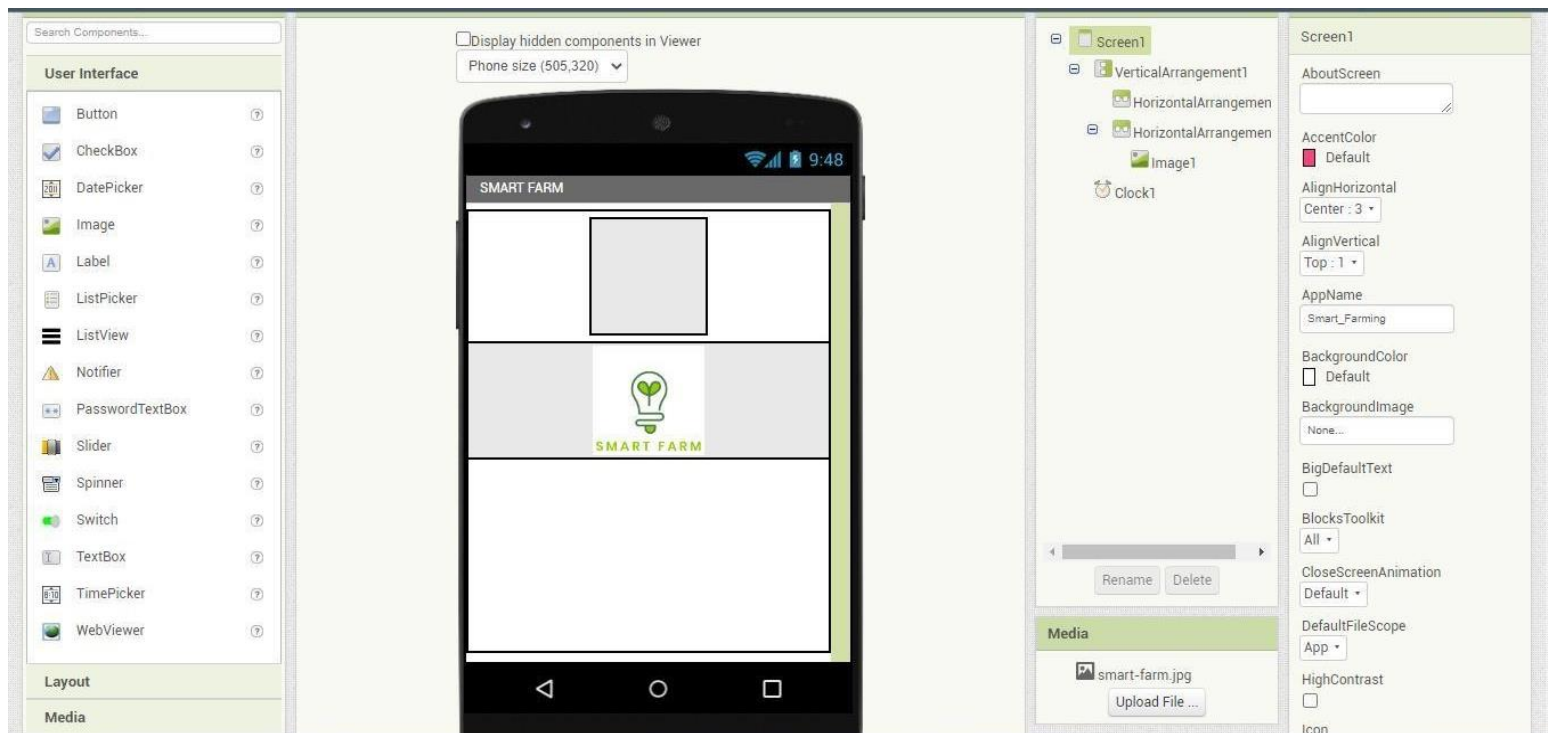 Search Components...
User Interface
Button
CheckBox
DatePicker
Image
Label
ListPicker
ListView
Notifier
PasswordTextBox
Slider
Spinner
Switch
TextBox
TimePicker
WebViewer
Layout
Media
Display hidden components in Viewer
Phone size (505,320)
9:48
SMART FARM
SMART FARM
Screen1
VerticalArrangement1
HorizontalArrangemen
HorizontalArrangemen
Image1
Clock1
Rename Delete
Media
smart-farm.jpg
Upload File ...
Screen1
AboutScreen
AccentColor
Default
AlignHorizontal
Center : 3
AlignVertical
Top : 1
AppName
Smart_Farming
BackgroundColor
Default
BackgroundImage
None...
BigDefaultText
BlocksToolkit
All
CloseScreenAnimation
Default
DefaultFileScope
App
HighContrast
Icon